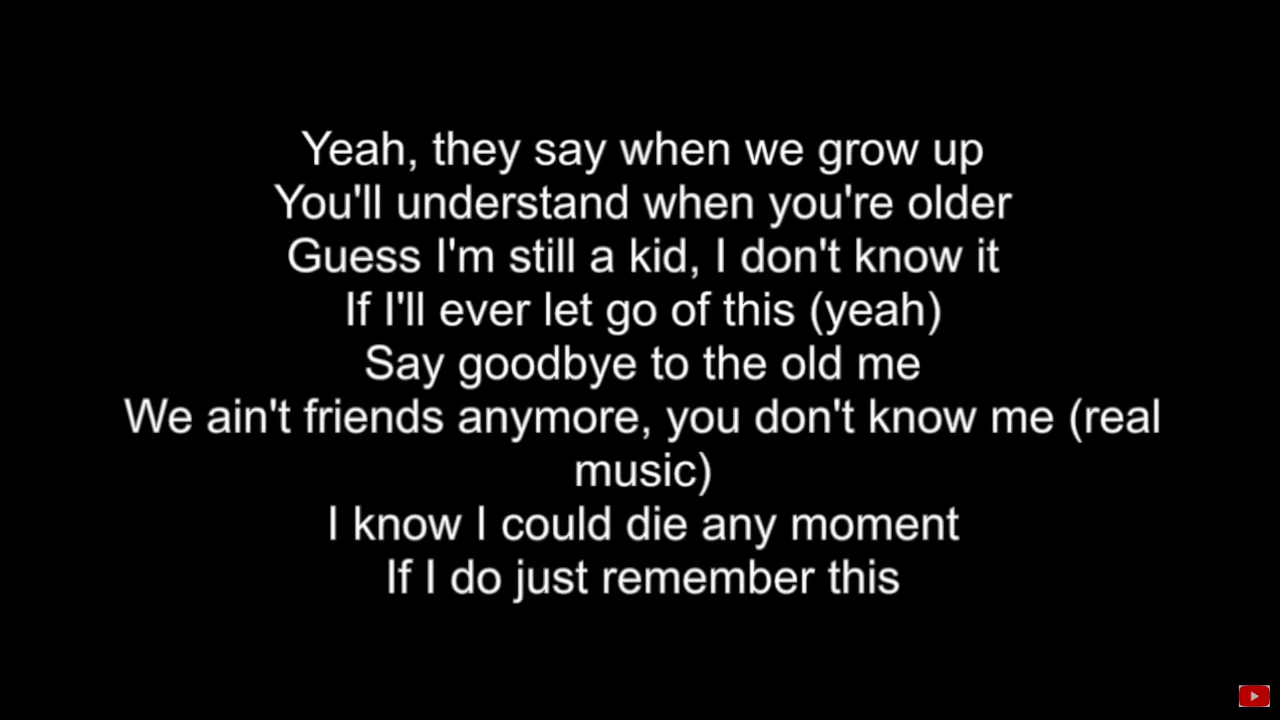 Yeah, they say when we grow up
You'll understand when you're older
Guess I'm still a kid, I don't know it
If I'll ever let go of this (yeah)
Say goodbye to the old me
We ain't friends anymore, you don't know me (real
music)
I know I could die any moment
If I do just remember this